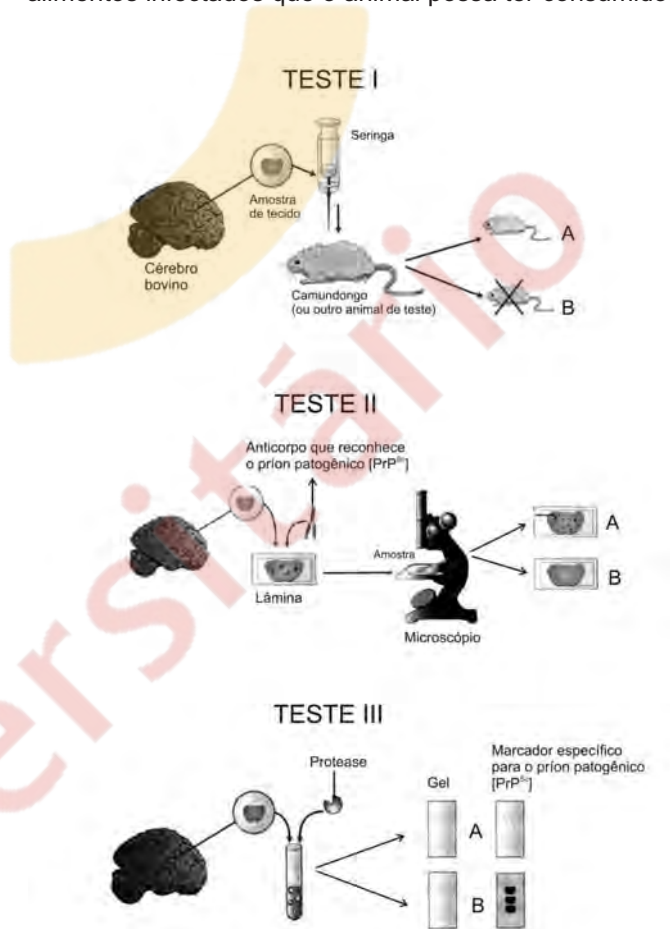 alimentos infectados que o animal possa ter consumido
TESTE I
Seringa
Amostra
de tecido
Cérebro
bovino
Camundongo
(ou outro animal de teste)
A
B
TESTE II
Anticorpo que reconhece
o príon patogênico [PrPSc]
Amostra
Lâmina
Microscópio
A
B
TESTE III
Protease
Gel
Marcador específico
para o príon patogênico
[PrPSc]
A
B
ersitário